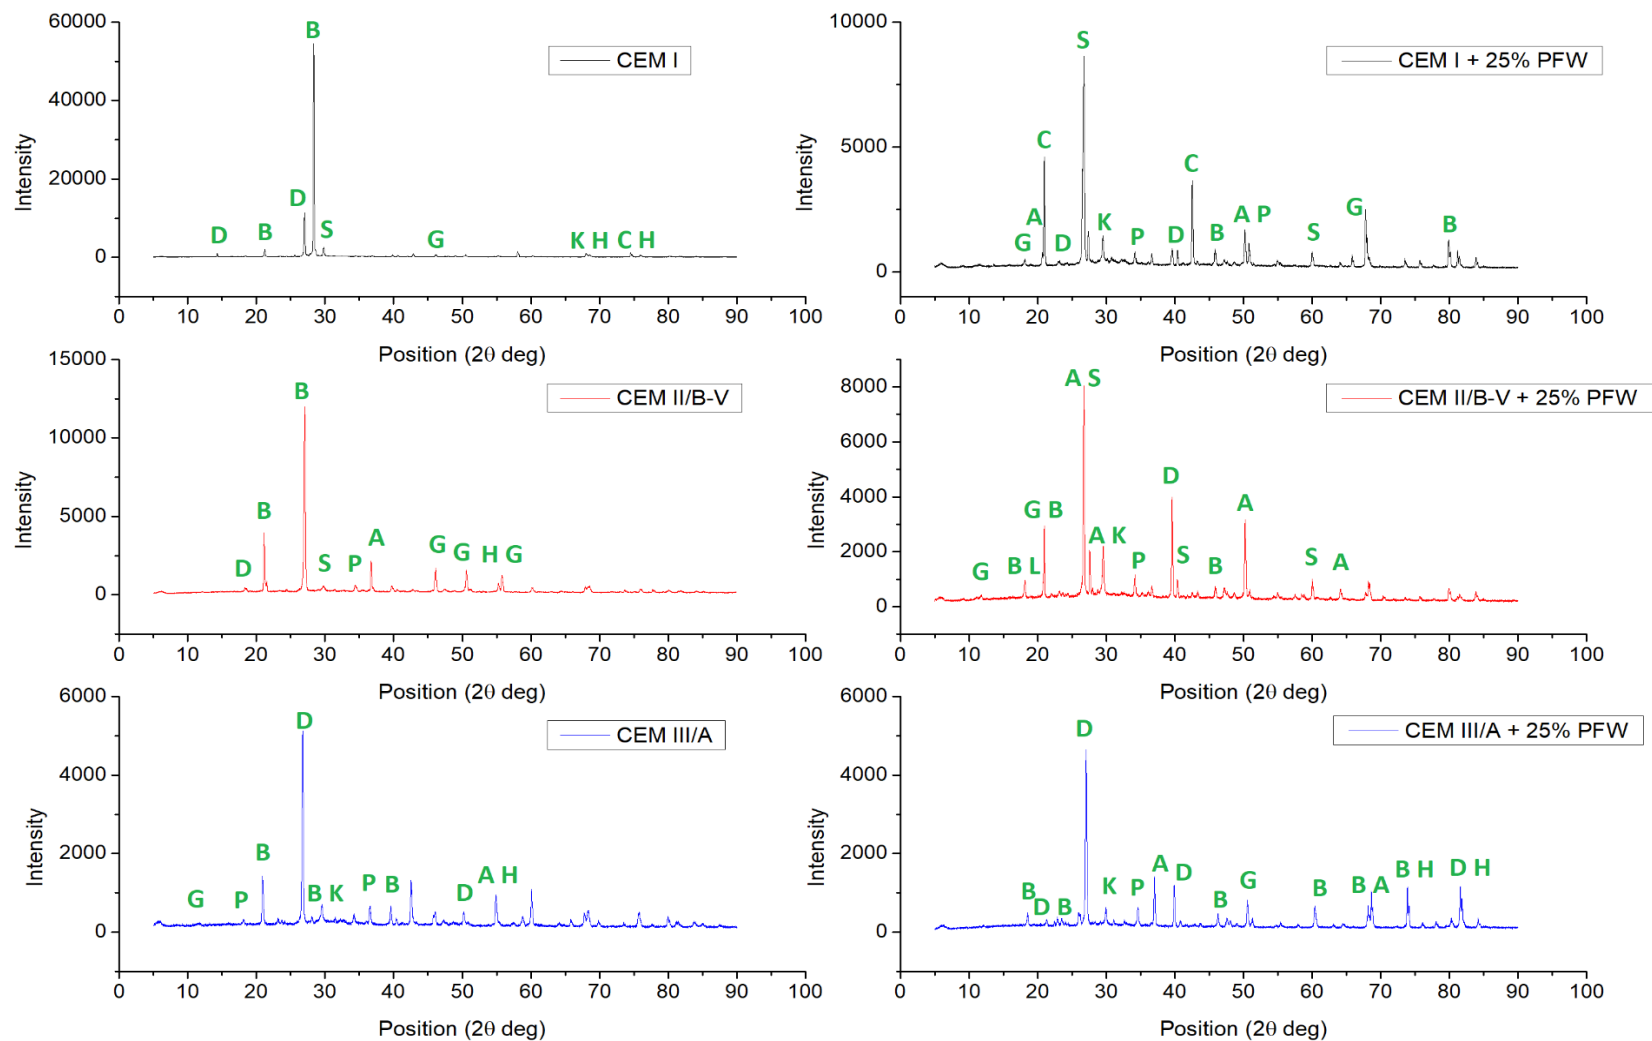 60000
40000
20000
0
Intensity
B
D
D
B
S
G
K H C H
CEM I
0 10 20 30 40 50 60 70 80 90 100
Position (2θ deg)
10000
5000
0
Intensity
S
C
A
G
D
K
P
C
D
B
A P
S
G
B
CEM I + 25% PFW
0 10 20 30 40 50 60 70 80 90 100
Position (2θ deg)
15000
10000
5000
0
Intensity
B
B
D
S P
A
G G H G
CEM II/B-V
0 10 20 30 40 50 60 70 80 90 100
Position (2θ deg)
8000
6000
4000
2000
0
Intensity
A S
G B
G
B L
A K
P
D
S
B
A
S A
CEM II/B-V + 25% PFW
0 10 20 30 40 50 60 70 80 90 100
Position (2θ deg)
6000
4000
2000
0
Intensity
D
B
G P
B K
P B
D
A H
CEM III/A
0 10 20 30 40 50 60 70 80 90 100
Position (2θ deg)
6000
4000
2000
0
Intensity
D
B
D B
K P
A D
B G
B
B A
B H
D H
CEM III/A + 25% PFW
0 10 20 30 40 50 60 70 80 90 100
Position (2θ deg)